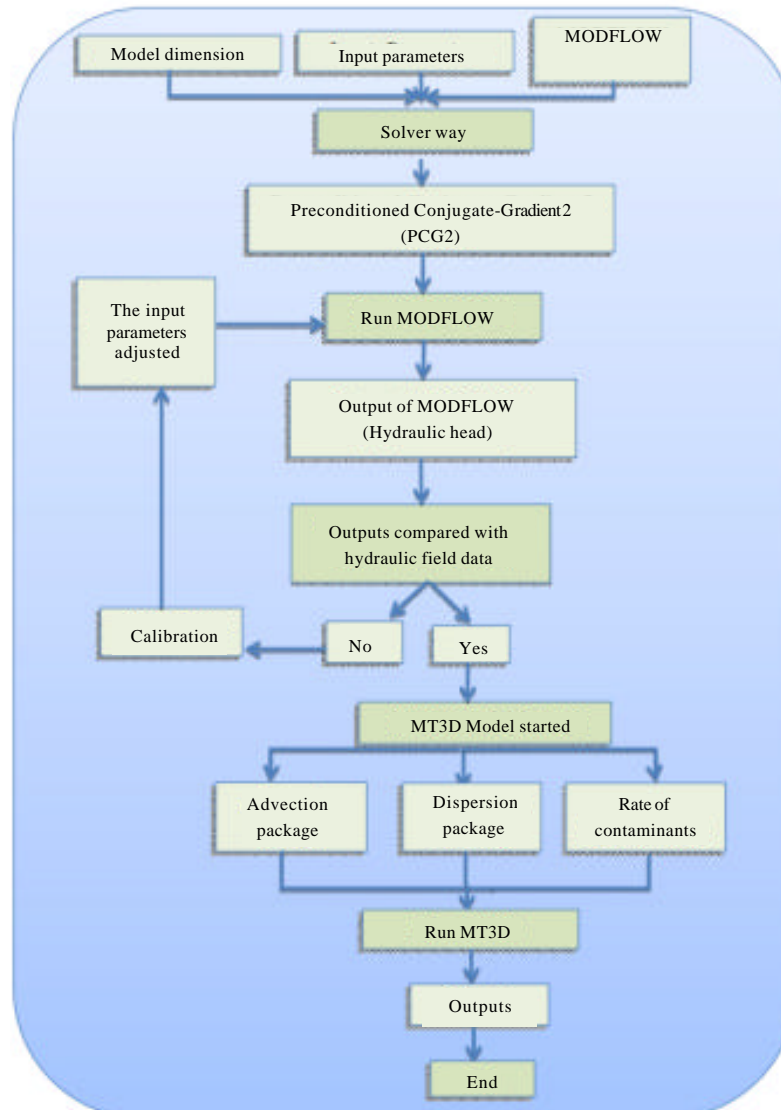 Model dimension
Input parameters
MODFLOW
Solver way
Preconditioned Conjugate-Gradient2
(PCG2)
The input
parameters
adjusted
Run MODFLOW
Output of MODFLOW
(Hydraulic head)
Outputs compared with
hydraulic field data
Calibration
No
Yes
MT3D Model started
Advection
package
Dispersion
package
Rate of
contaminants
Run MT3D
Outputs
End